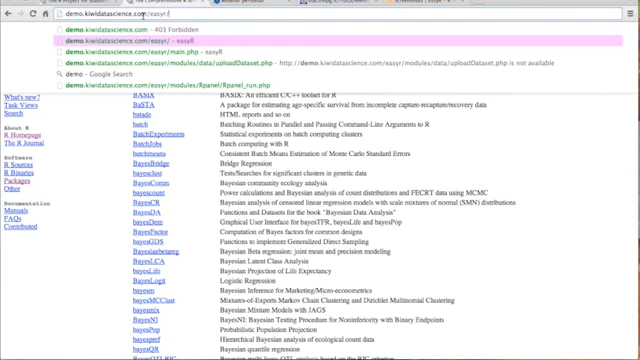 The R Project for Statist
The Comprehensive R
demo.kiwidatascience.com/easyr/
demo.kiwidatascience.com - 403 Forbidden
demo.kiwidatascience.com/easyr/ - easyR
demo.kiwidatascience.com/easyr/main.php - easyR
demo.kiwidatascience.com/easyr/modules/data/uploadDataset.php - http://demo.kiwidatascience.com/easyr/modules/data/uploadDataset.php is not available
demo - Google Search
demo.kiwidatascience.com/easyr/modules/Rpanel/Rpanel_run.php
What's new?
Task Views
Search
About R
R Homepage
The R Journal
Software
R Sources
R Binaries
Packages
Other
Documentation
Manuals
FAQs
Contributed
BASIX BASIX: An efficient C/C++ toolset for R
BaSTA A package for estimating age-specific survival from incomplete capture-recapture/recovery data
batade HTML reports and so on
batch Batching Routines in Parallel and Passing Command-Line Arguments to R
BatchExperiments Statistical experiments on batch computing clusters
BatchJobs Batch computing with R
batchmeans Consistent Batch Means Estimation of Monte Carlo Standard Errors
BayesBridge Bridge Regression
bayesclust Tests/Searches for significant clusters in genetic data
BayesComm Bayesian community ecology analysis
bayescount Power calculations and Bayesian analysis of count distributions and FECRT data using MCMC
BayesCR Bayesian analysis of censored linear regression models with scale mixtures of normal (SMN) distributions
BayesDA Functions and Datasets for the book "Bayesian Data Analysis"
bayesDem Graphical User Interface for bayesTFR, bayesLife and bayesPop
BayesFactor Computation of Bayes factors for common designs
bayesGDS Functions to implement Generalized Direct Sampling
Bayesianbetareg Bayesian Beta regression: joint mean and precision modeling
BayesLCA Bayesian Latent Class Analysis
bayesLife Bayesian Projection of Life Expectancy
BayesLogit Logistic Regression
bayesm Bayesian Inference for Marketing/Micro-econometrics
bayesMCClust Mixtures-of-Experts Markov Chain Clustering and Dirichlet Multinomial Clustering
bayesmix Bayesian Mixture Models with JAGS
BayesNI BayesNI: Bayesian Testing Procedure for Noninferiority with Binary Endpoints
bayesPop Probabilistic Population Projection
bayespref Hierarchical Bayesian analysis of ecological count data
bayesQR Bayesian quantile regression